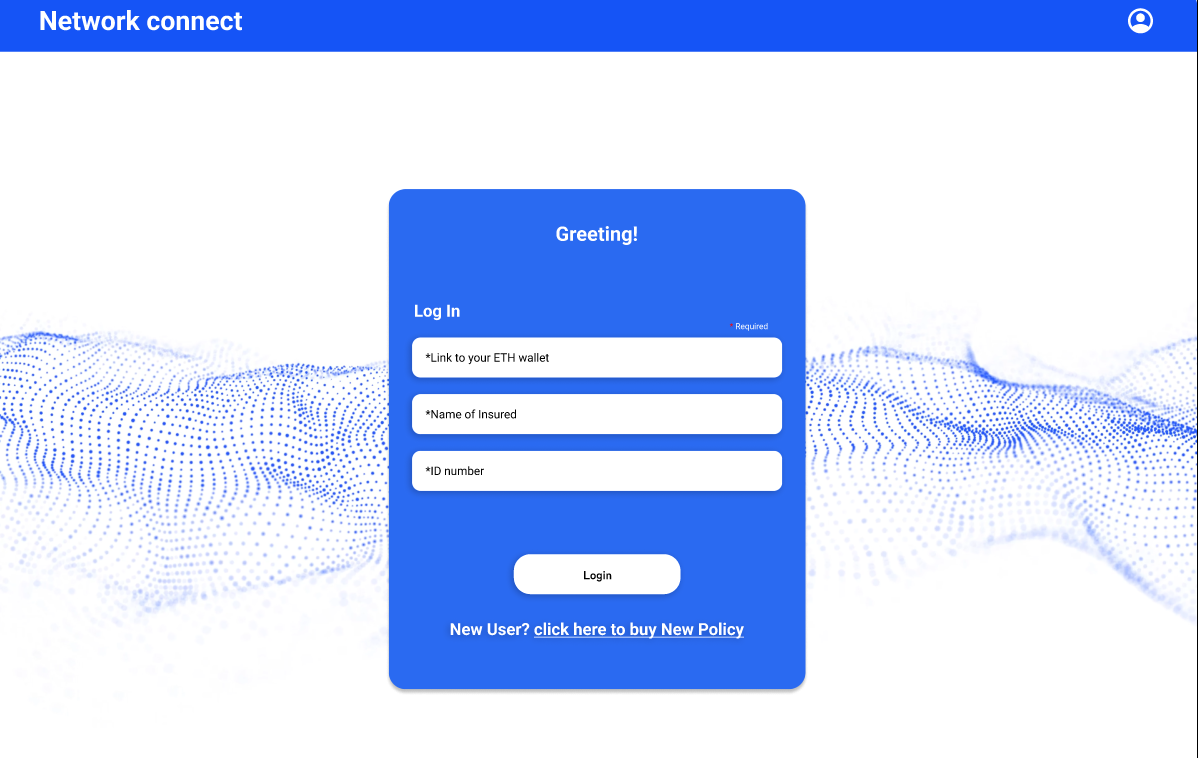 Network connect
Greeting!
Log In
* Required
*Link to your ETH wallet
*Name of Insured
*ID number
Login
New User? click here to buy New Policy